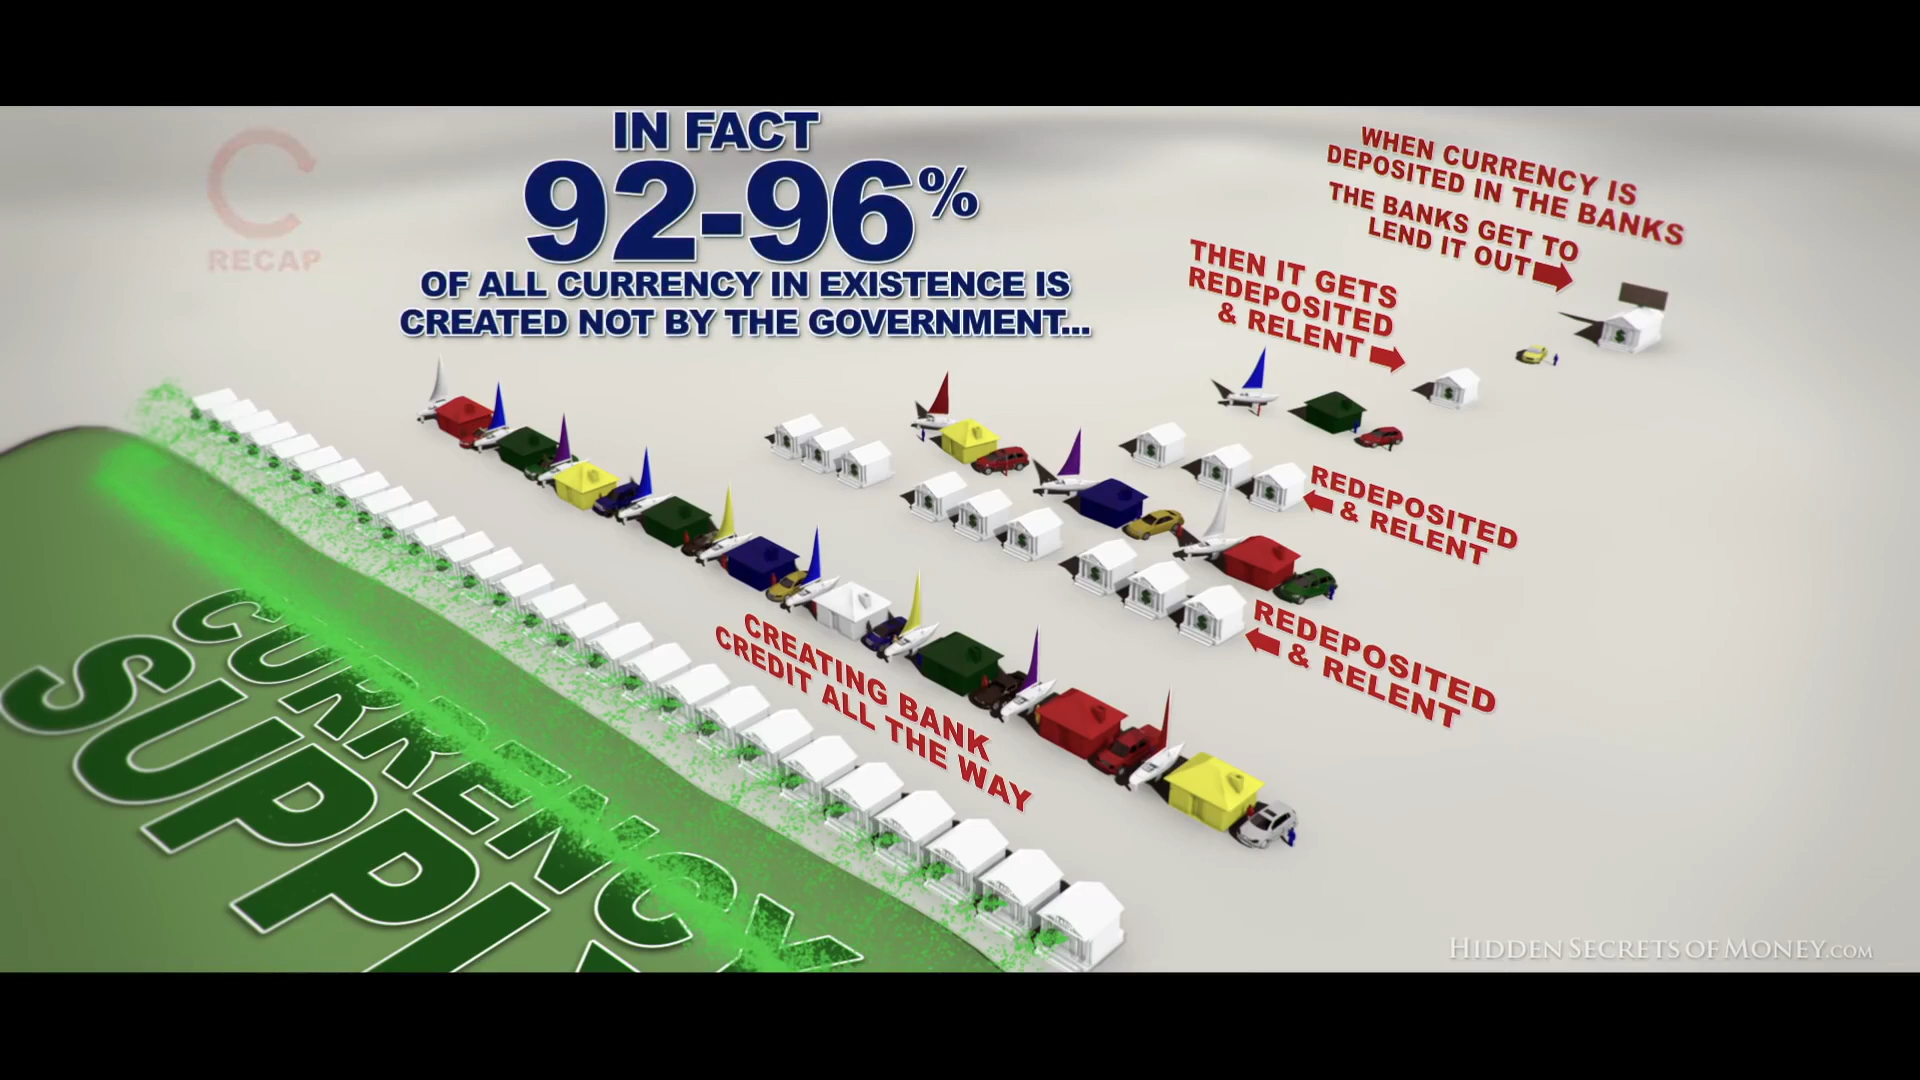 RECAP
IN FACT
92-96%
OF ALL CURRENCY IN EXISTENCE IS
CREATED NOT BY THE GOVERNMENT...
WHEN CURRENCY IS
DEPOSITED IN THE BANKS
THE BANKS GET TO
LEND IT OUT
THEN IT GETS
REDEPOSITED
& RELENT
REDEPOSITED
& RELENT
REDEPOSITED
& RELENT
CREATING BANK
CREDIT ALL THE WAY
CURRENCY
SUPPLY
HIDDEN SECRETS OF MONEY.COM